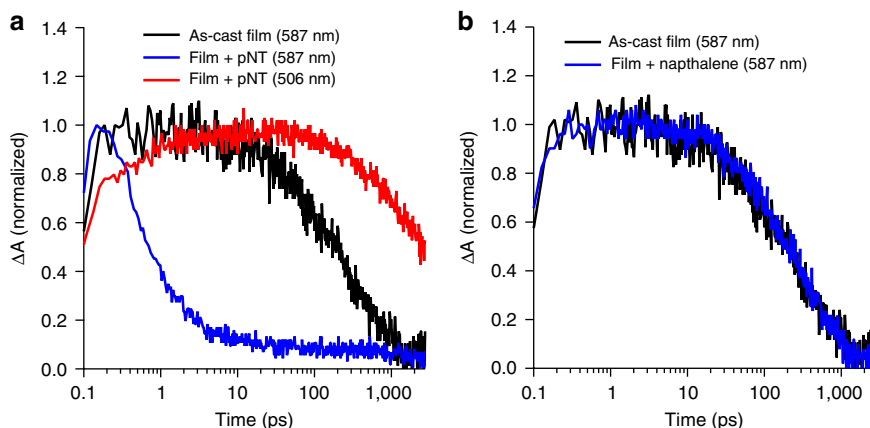 a
As-cast film (587 nm)
Film + pNT (587 nm)
Film + pNT (506 nm)
1.4
1.2
1.0
0.8
0.6
0.4
0.2
0.0
ΔA (normalized)
0.1 1 10 100 1,000
Time (ps)
b
As-cast film (587 nm)
Film + napthalene (587 nm)
1.4
1.2
1.0
0.8
0.6
0.4
0.2
0.0
ΔA (normalized)
0.1 1 10 100 1,000
Time (ps)